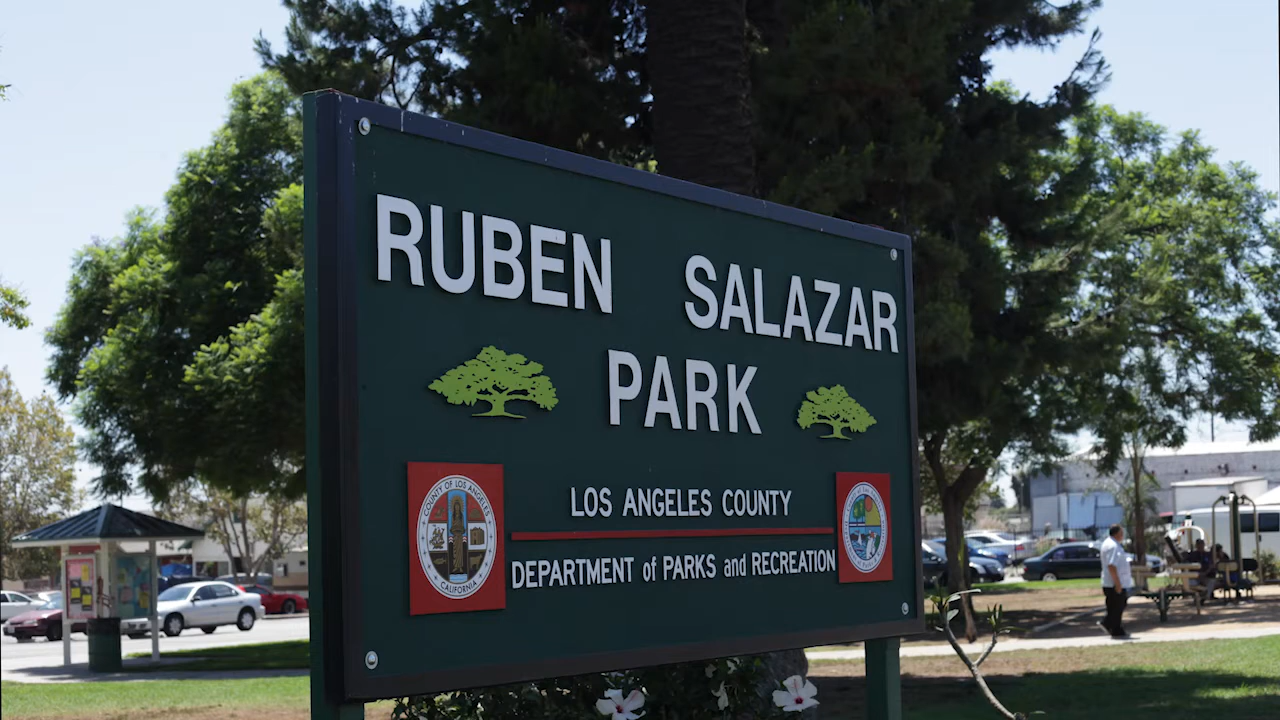 RUBEN SALAZAR
PARK
LOS ANGELES COUNTY
DEPARTMENT of PARKS and RECREATION
COUNTY OF LOS ANGELES
CALIFORNIA